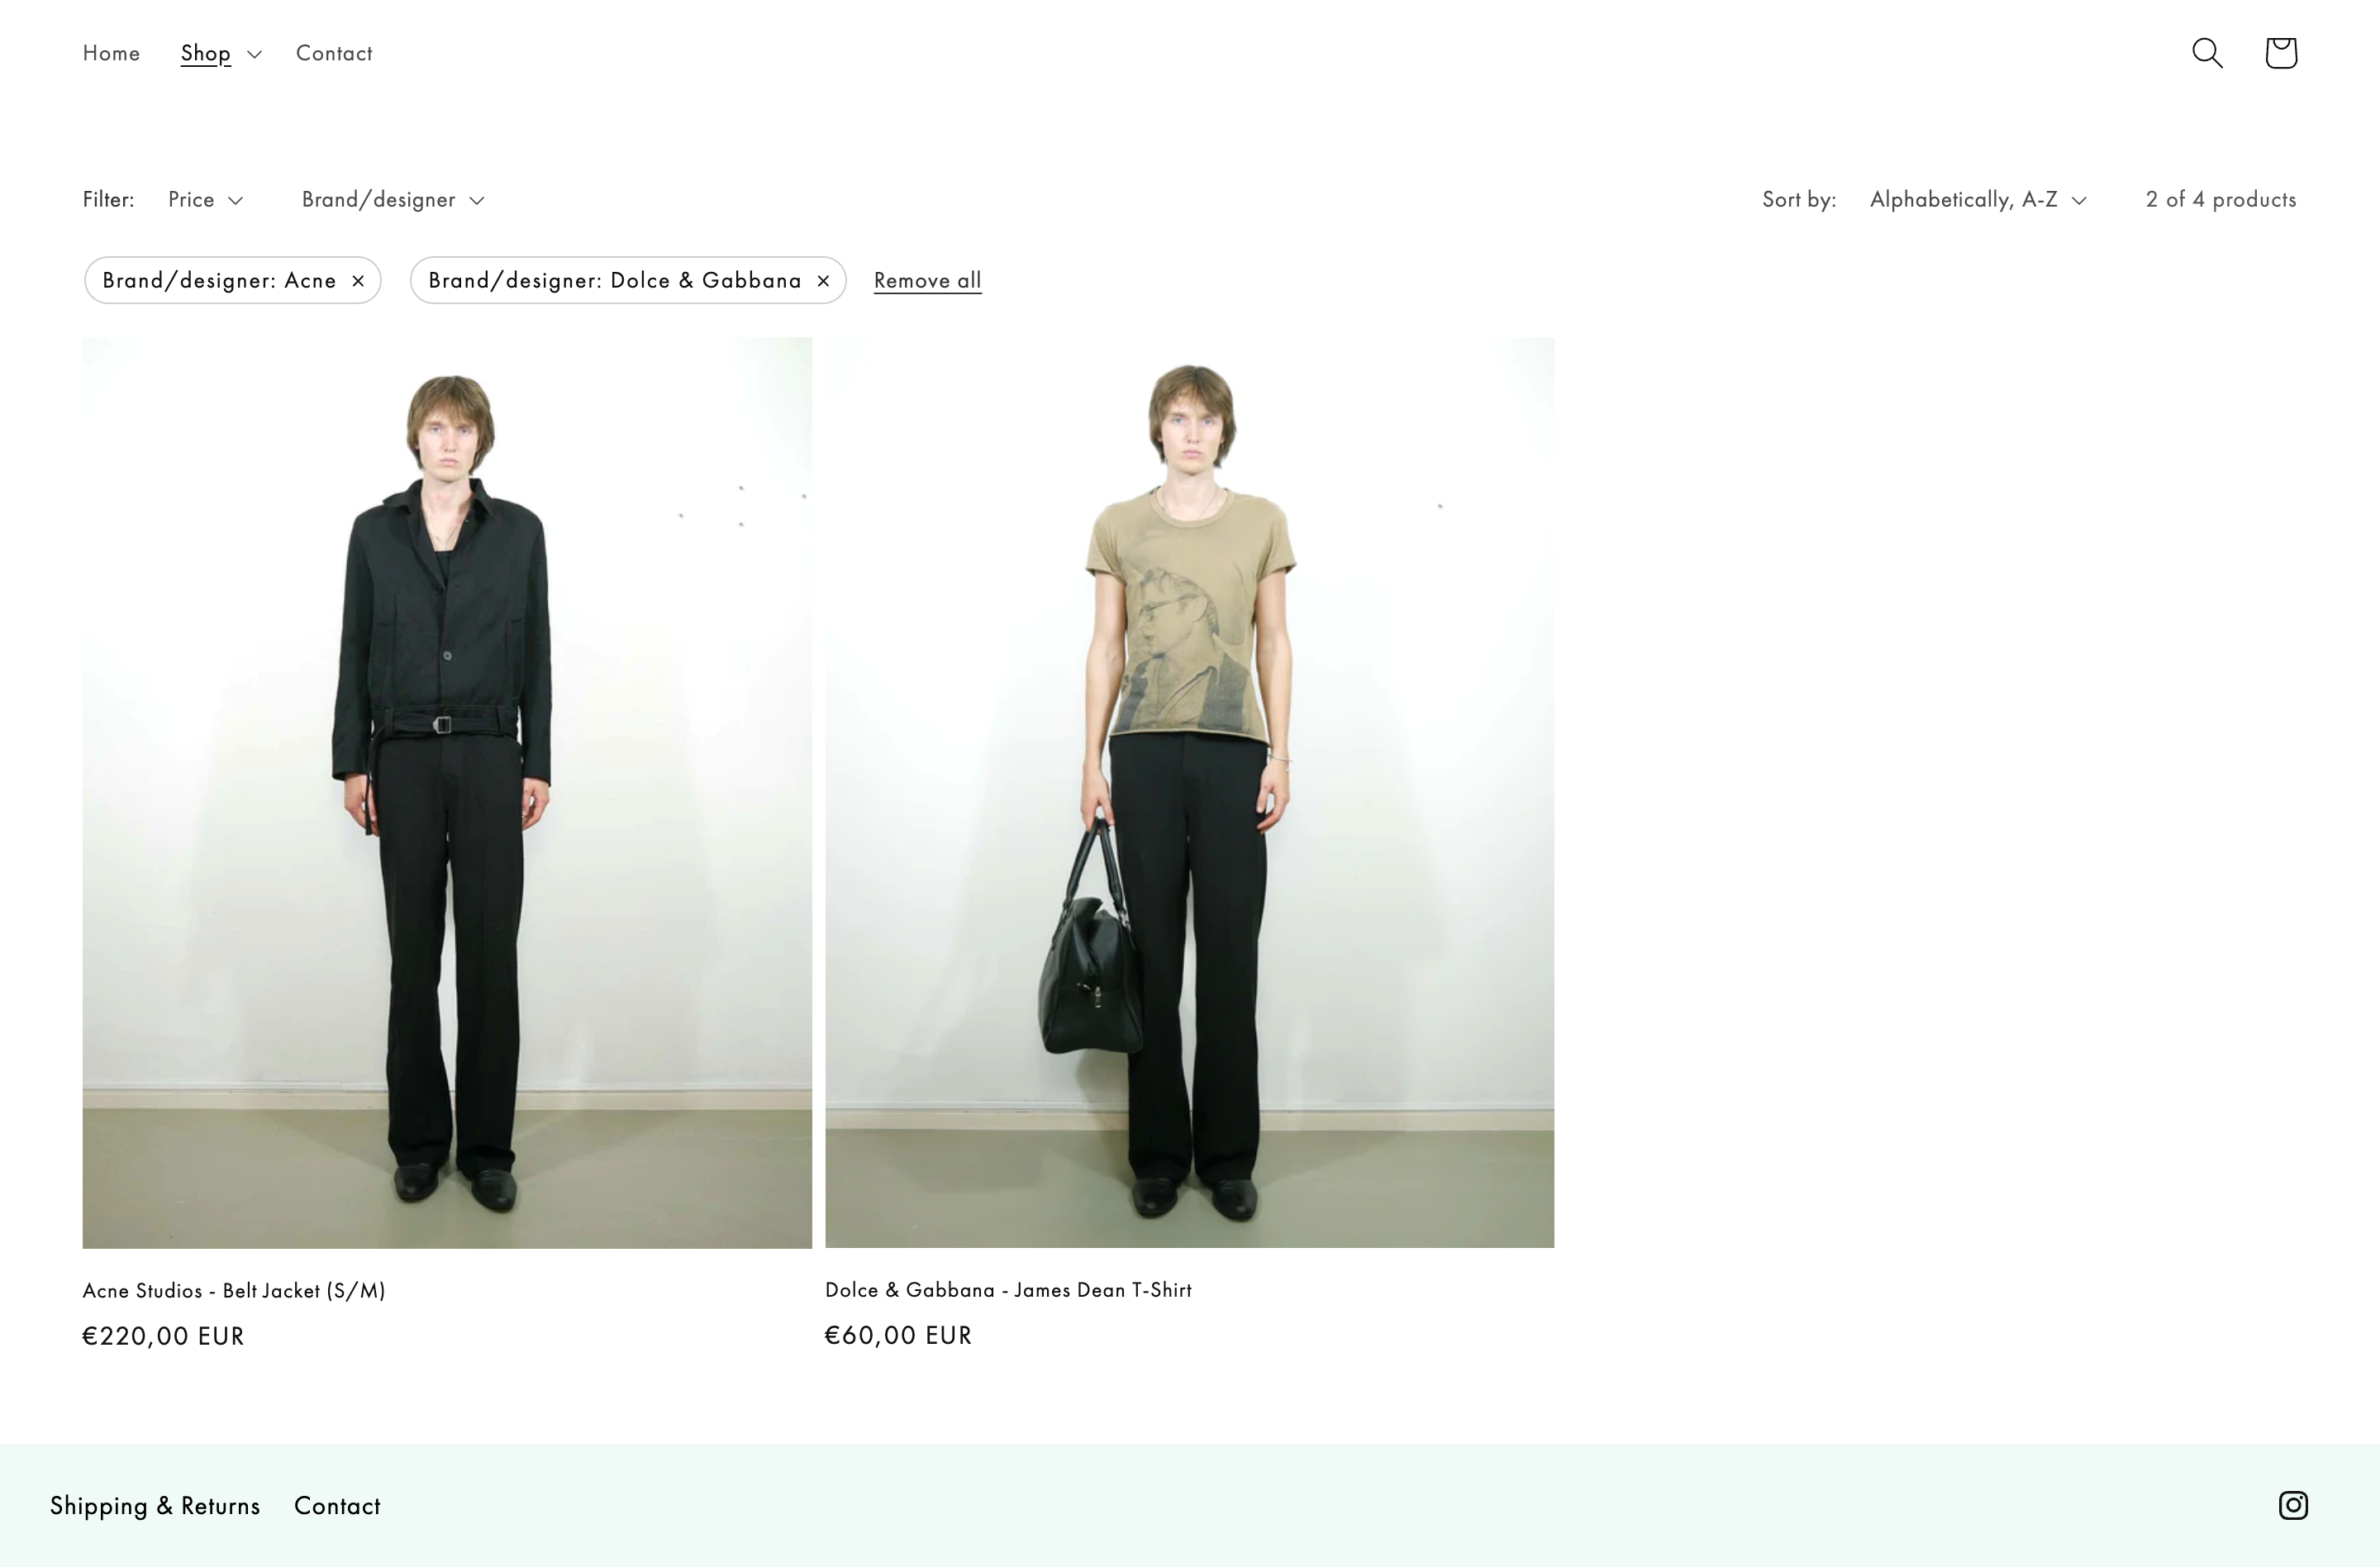 Home Shop Contact
Filter: Price Brand/designer Sort by: Alphabetically, A-Z 2 of 4 products
Brand/designer: Acne Brand/designer: Dolce & Gabbana Remove all
Acne Studios - Belt Jacket (S/M)
€220,00 EUR
Dolce & Gabbana - James Dean T-Shirt
€60,00 EUR
Shipping & Returns Contact